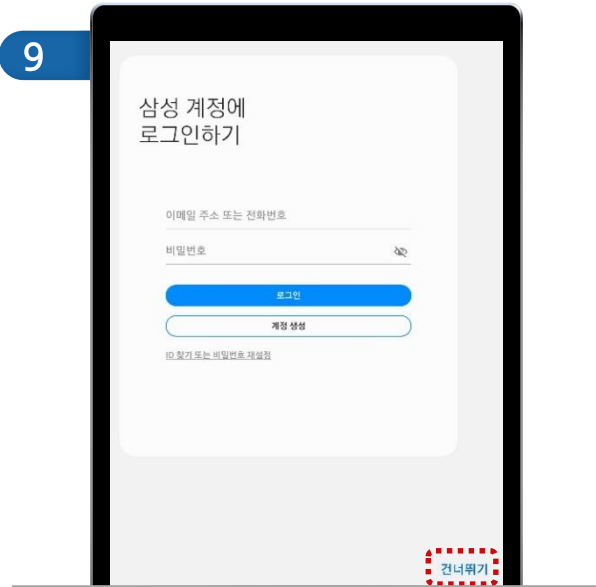 9
삼성 계정에
로그인하기
이메일 주소 또는 전화번호
비밀번호
로그인
계정 생성
ID 찾기 또는 비밀번호 재설정
건너뛰기